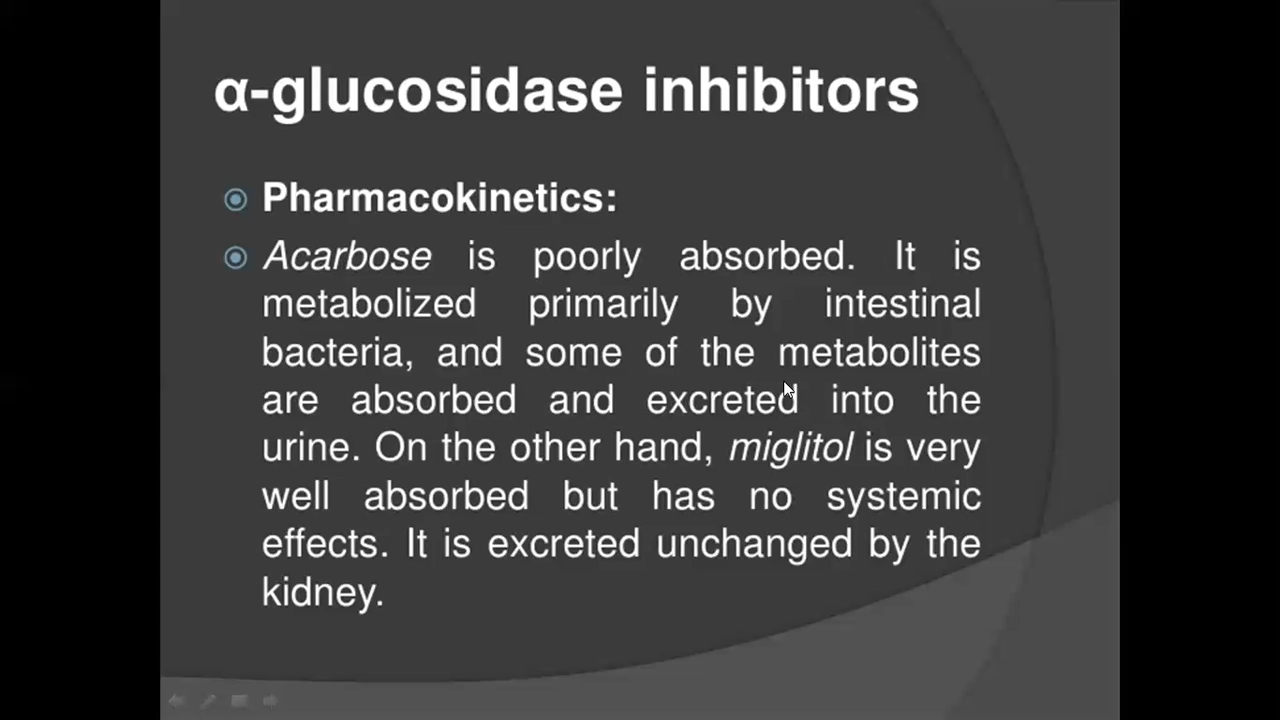 α-glucosidase inhibitors
Pharmacokinetics:
Acarbose is poorly absorbed. It is
metabolized primarily by intestinal
bacteria, and some of the metabolites
are absorbed and excreted into the
urine. On the other hand, miglitol is very
well absorbed but has no systemic
effects. It is excreted unchanged by the
kidney.